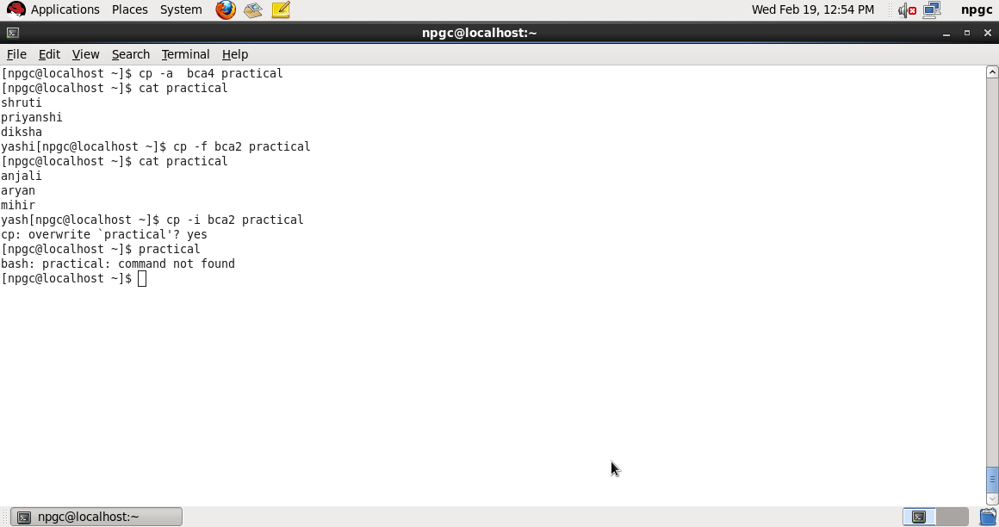 Applications Places System Wed Feb 19, 12:54 PM npgc
npgc@localhost:~
File Edit View Search Terminal Help
[npgc@localhost ~]$ cp -a  bca4 practical
[npgc@localhost ~]$ cat practical
shruti
priyanshi
diksha
yashi[npgc@localhost ~]$ cp -f bca2 practical
[npgc@localhost ~]$ cat practical
anjali
aryan
mihir
yash[npgc@localhost ~]$ cp -i bca2 practical
cp: overwrite `practical'? yes
[npgc@localhost ~]$ practical
bash: practical: command not found
[npgc@localhost ~]$
npgc@localhost:~